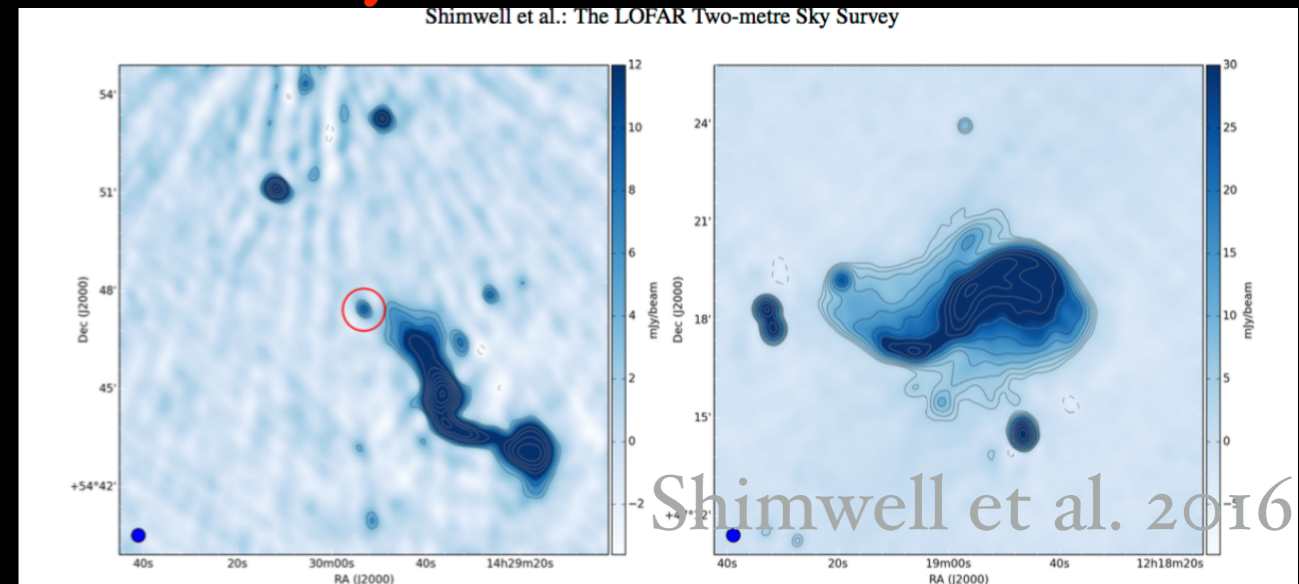 Shimwell et al.: The LOFAR Two-metre Sky Survey
54'
51'
48'
45'
+54°42'
Dec (J2000)
40s 20s 30m00s 40s 14h29m20s
RA (J2000)
12
10
8
6
4
2
0
−2
mJy/beam
24'
21'
18'
15'
Dec (J2000)
40s 20s 19m00s 40s 12h18m20s
RA (J2000)
30
25
20
15
10
5
0
mJy/beam
Shimwell et al. 2016